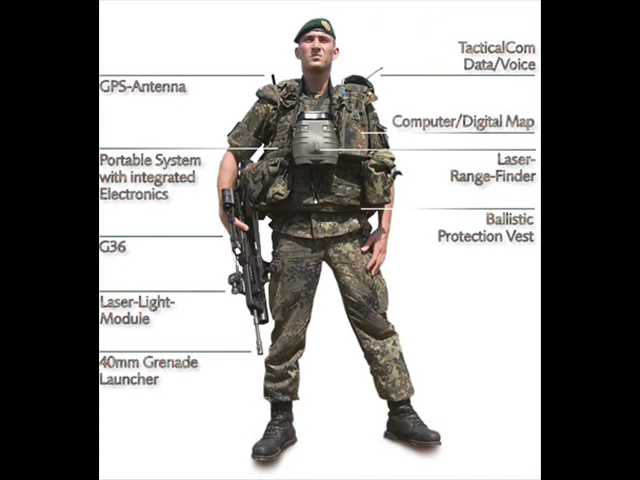 TacticalCom
Data/Voice
GPS-Antenna
Computer/Digital Map
Portable System
with integrated
Electronics
Laser-
Range-Finder
Ballistic
Protection Vest
G36
Laser-Light-
Module
40mm Grenade
Launcher